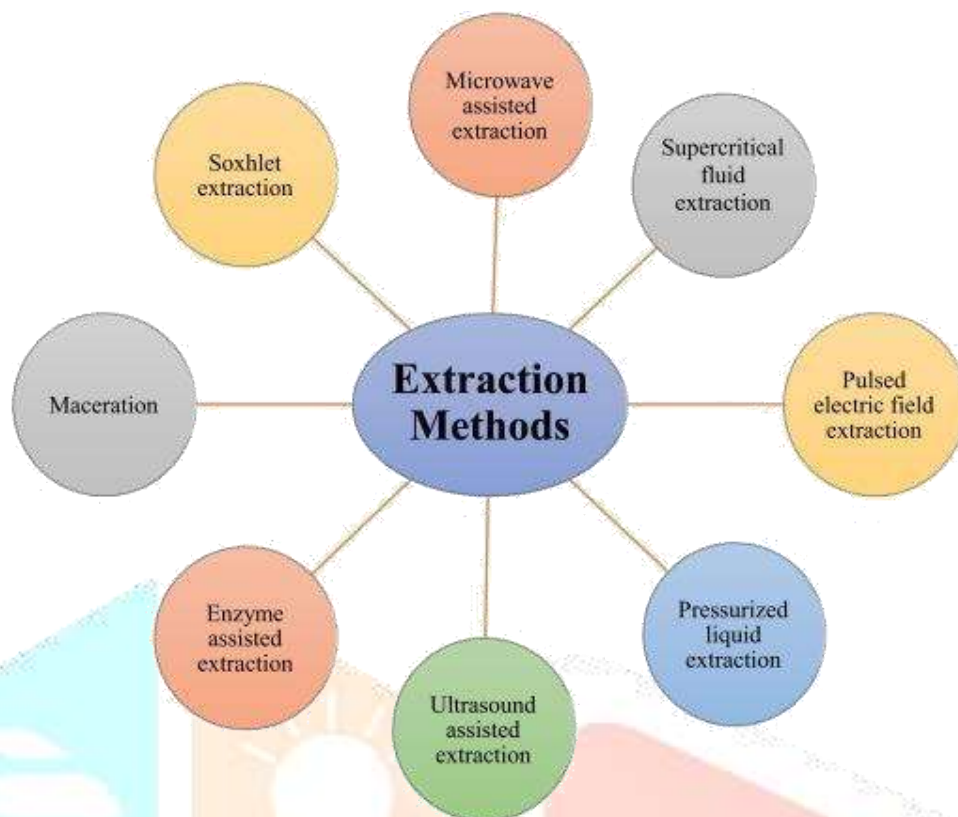 Microwave
assisted
extraction
Supercritical
fluid
extraction
Soxhlet
extraction
Extraction
Methods
Maceration
Pulsed
electric field
extraction
Enzyme
assisted
extraction
Pressurized
liquid
extraction
Ultrasound
assisted
extraction